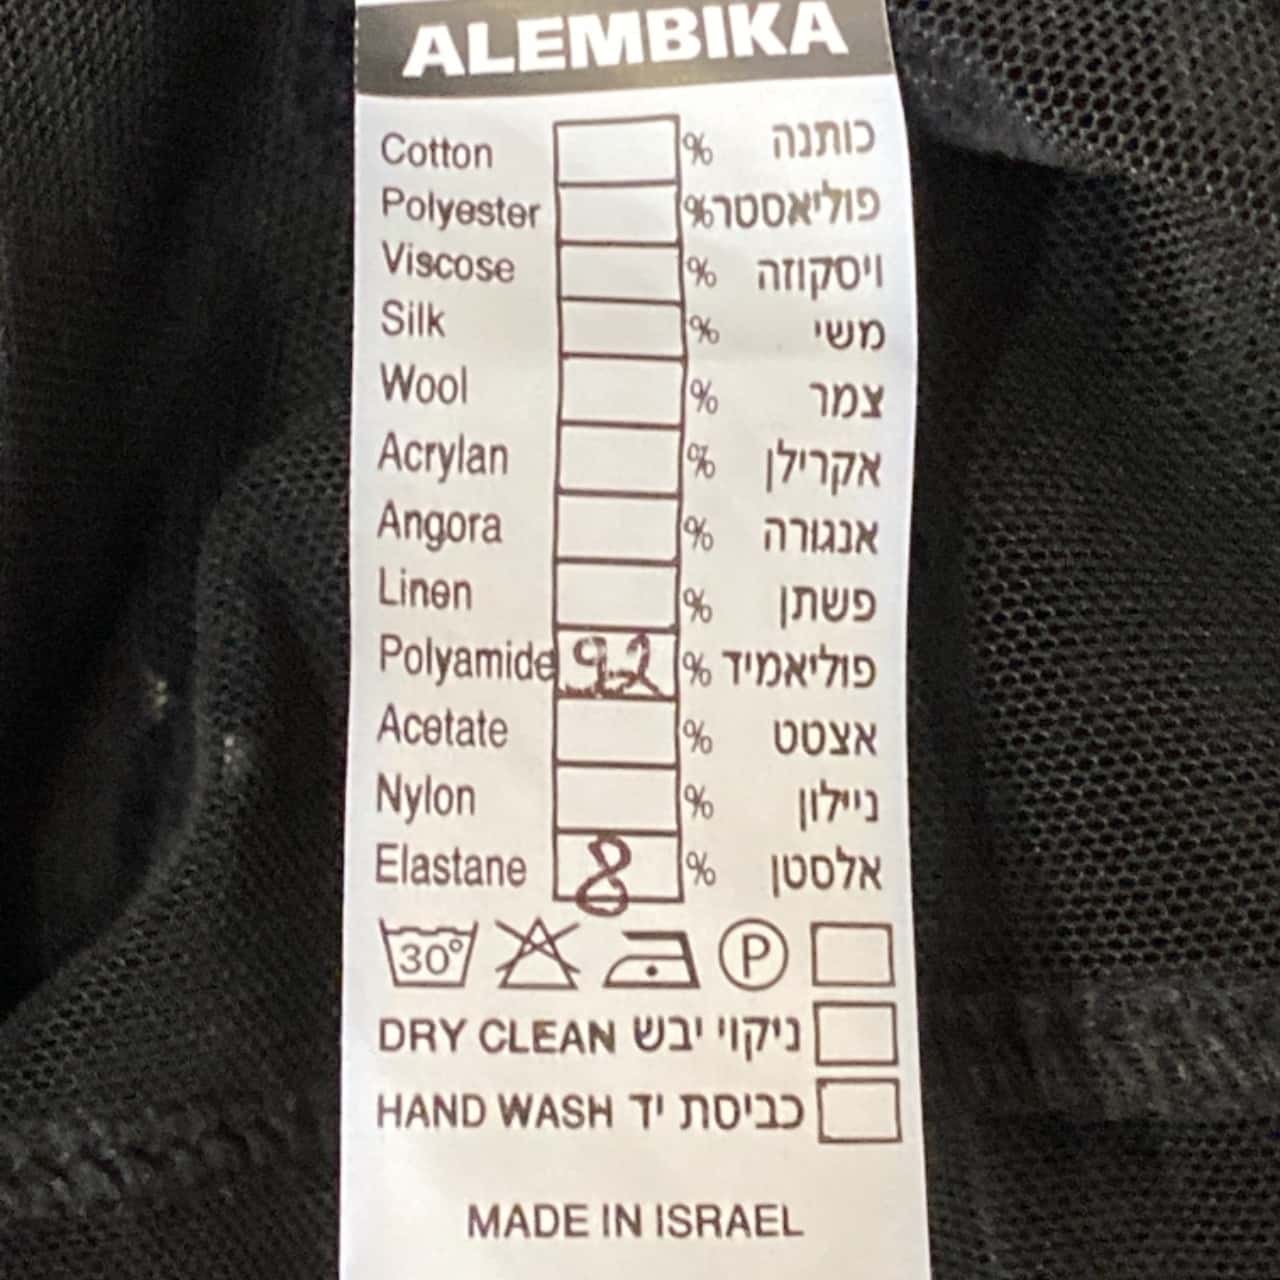 ALEMBIKA
Cotton % כותנה
Polyester % פוליאסטר
Viscose % ויסקוזה
Silk % משי
Wool % צמר
Acrylan % אקרילן
Angora % אנגורה
Linen % פשתן
Polyamide 92 % פוליאמיד
Acetate % אצטט
Nylon % ניילון
Elastane 8 % אלסטן
30° P
DRY CLEAN ניקוי יבש
HAND WASH כביסת יד
MADE IN ISRAEL